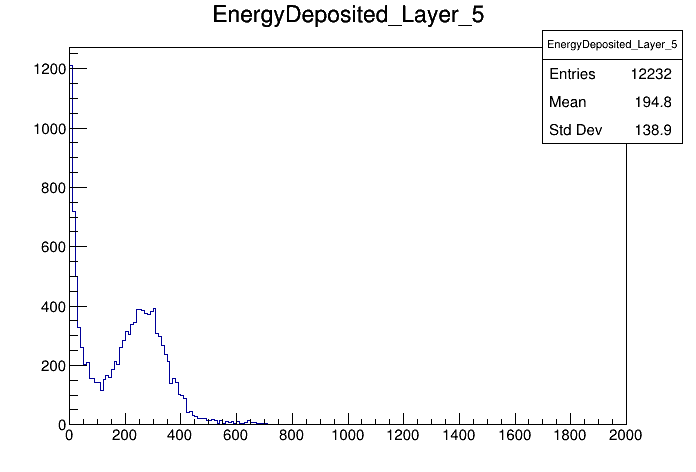 EnergyDeposited_Layer_5
EnergyDeposited_Layer_5
Entries 12232
Mean 194.8
Std Dev 138.9
1200
1000
800
600
400
200
0
0 200 400 600 800 1000 1200 1400 1600 1800 2000